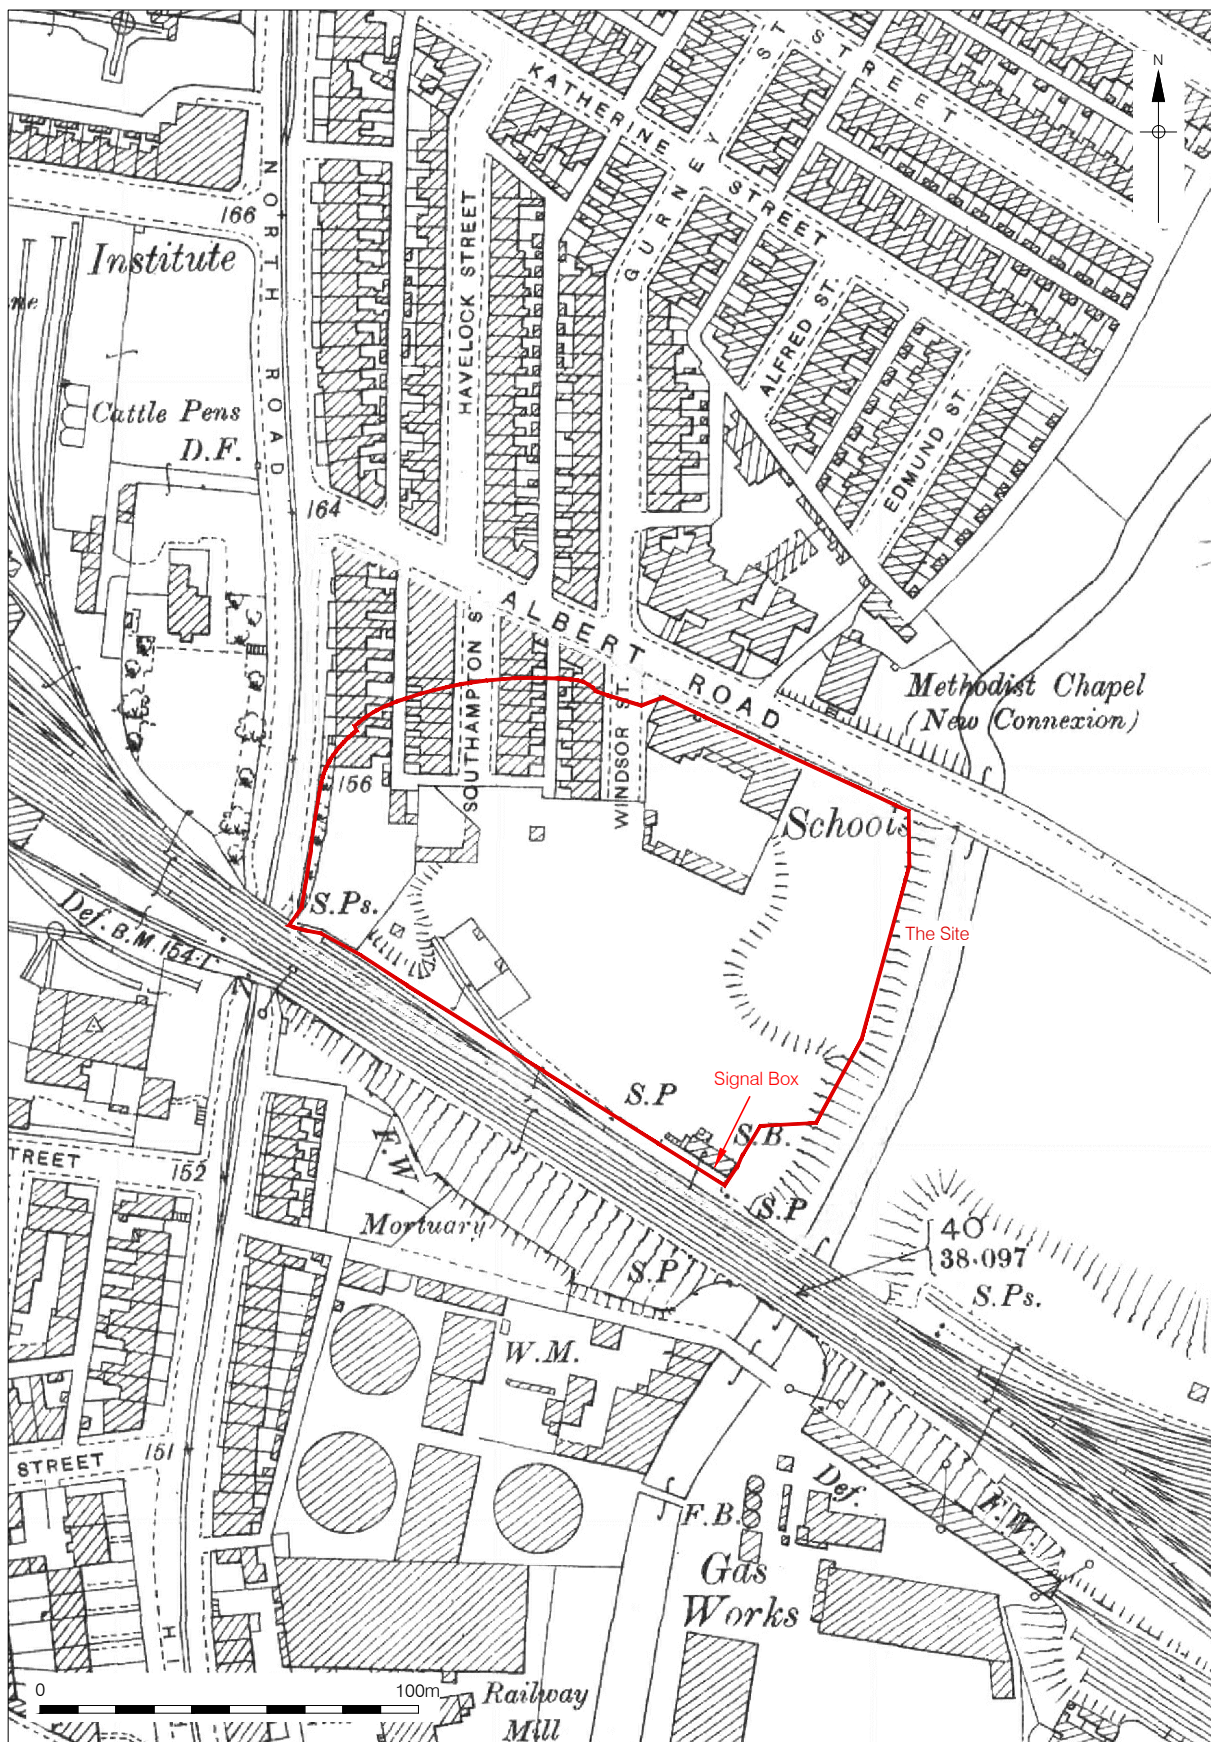 N
ST STREET
KATHERINE STREET
GURNEY
166
NORTH ROAD
Institute
ne
HAVELOCK STREET
ALFRED ST.
EDMUND ST.
Cattle Pens
D.F.
164
ALBERT ROAD
SOUTHAMPTON S
WINDSOR ST.
Methodist Chapel
(New Connexion)
156
Schools
S.Ps.
The Site
Def. B.M. 154.1
Signal Box
S.P
S.B.
F.W
TREET
152
S.P
Mortuary
40
38.097
S.P
S.Ps.
W.M.
151
STREET
Def.
F.B.
F.W.
Gas
Works
H
0
100m
Railway
Mill